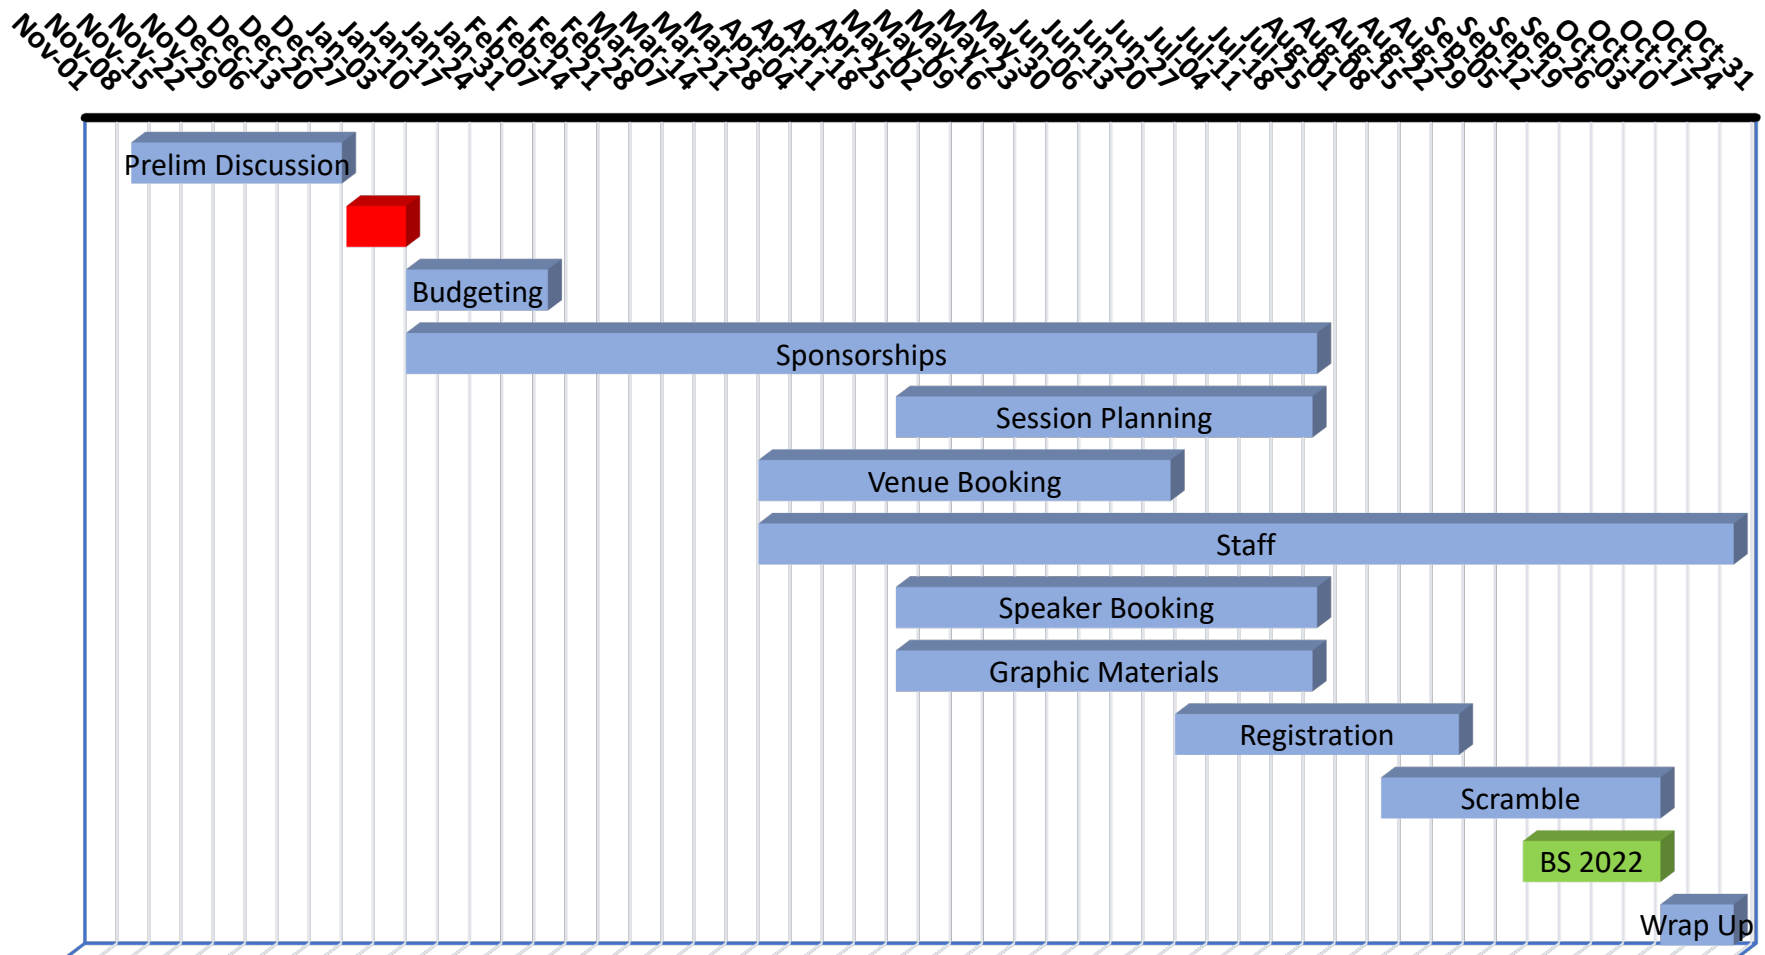 Nov-01
Nov-08
Nov-15
Nov-22
Nov-29
Dec-06
Dec-13
Dec-20
Dec-27
Jan-03
Jan-10
Jan-17
Jan-24
Jan-31
Feb-07
Feb-14
Feb-21
Feb-28
Mar-07
Mar-14
Mar-21
Mar-28
Apr-04
Apr-11
Apr-18
Apr-25
May-02
May-09
May-16
May-23
May-30
Jun-06
Jun-13
Jun-20
Jun-27
Jul-04
Jul-11
Jul-18
Jul-25
Aug-01
Aug-08
Aug-15
Aug-22
Aug-29
Sep-05
Sep-12
Sep-19
Sep-26
Oct-03
Oct-10
Oct-17
Oct-24
Oct-31
Prelim Discussion
Budgeting
Sponsorships
Session Planning
Venue Booking
Staff
Speaker Booking
Graphic Materials
Registration
Scramble
BS 2022
Wrap Up